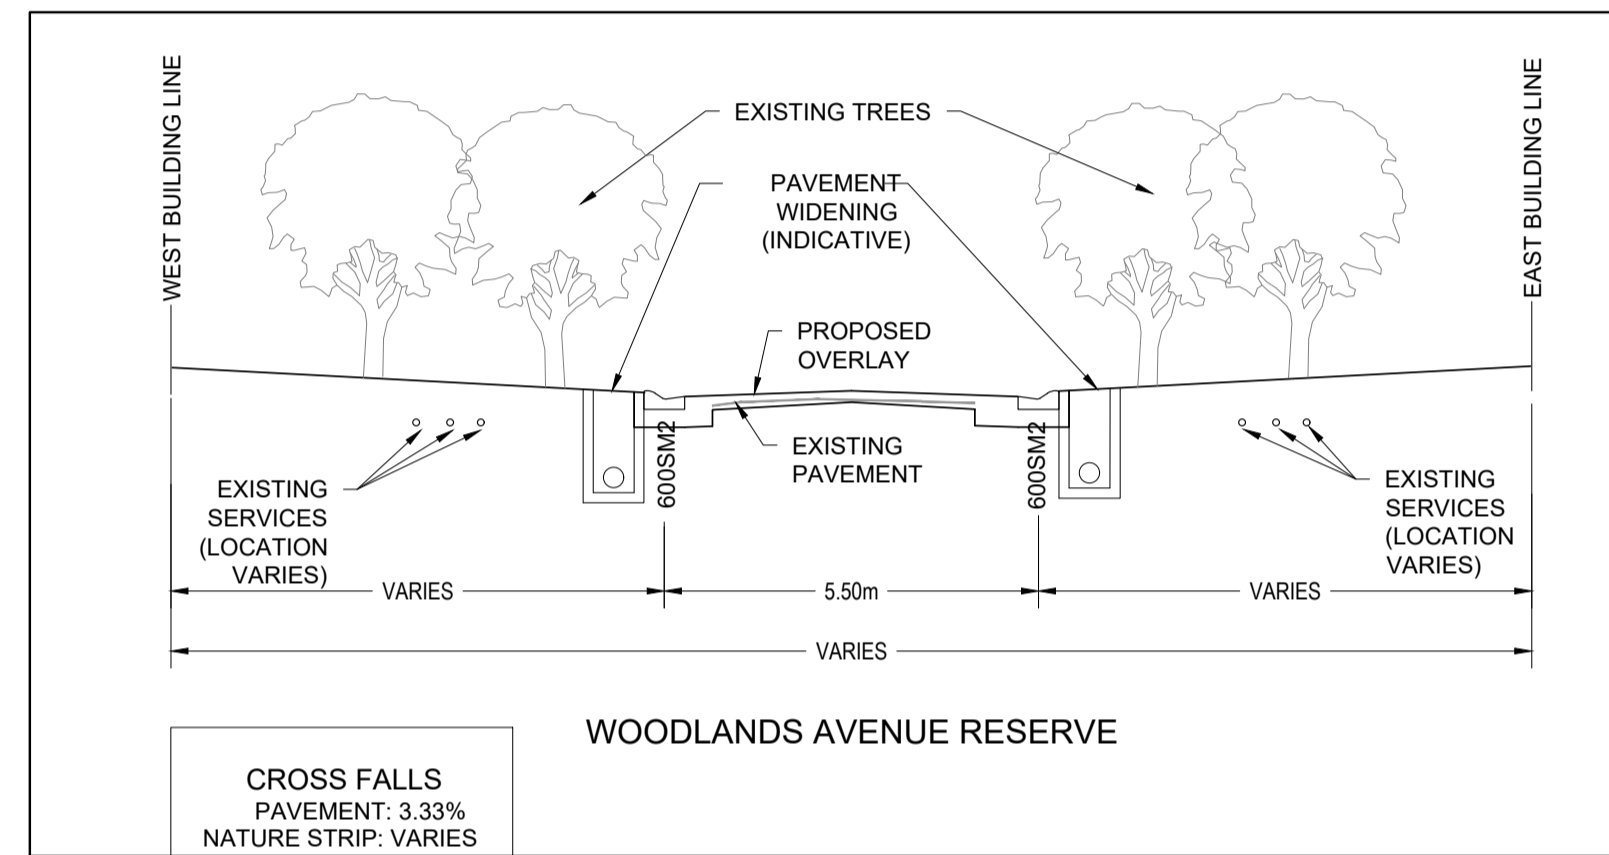 WEST BUILDING LINE
EAST BUILDING LINE
EXISTING TREES
PAVEMENT
WIDENING
(INDICATIVE)
PROPOSED
OVERLAY
EXISTING
PAVEMENT
600SM2
600SM2
EXISTING
SERVICES
(LOCATION
VARIES)
EXISTING
SERVICES
(LOCATION
VARIES)
VARIES
5.50m
VARIES
VARIES
WOODLANDS AVENUE RESERVE
CROSS FALLS
PAVEMENT: 3.33%
NATURE STRIP: VARIES